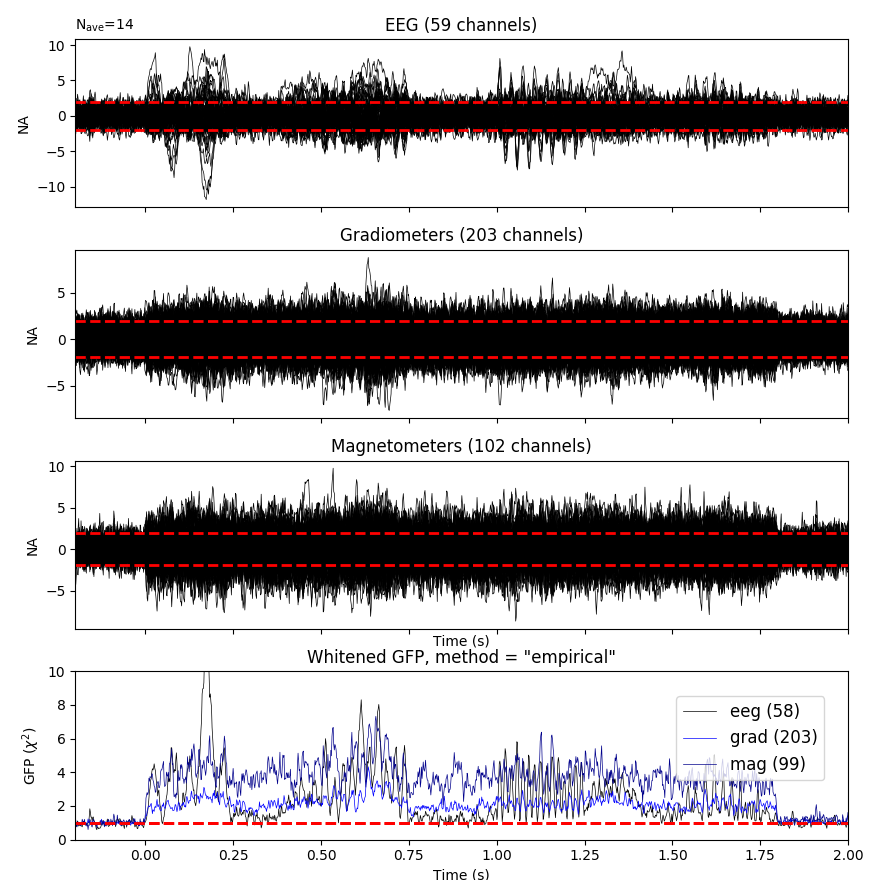 Nave=14
EEG (59 channels)
10
5
0
−5
−10
NA
Gradiometers (203 channels)
5
0
−5
NA
Magnetometers (102 channels)
10
5
0
−5
NA
Time (s)
Whitened GFP, method = "empirical"
10
8
6
4
2
0
GFP (χ²)
eeg (58)
grad (203)
mag (99)
0.00 0.25 0.50 0.75 1.00 1.25 1.50 1.75 2.00
Time (s)